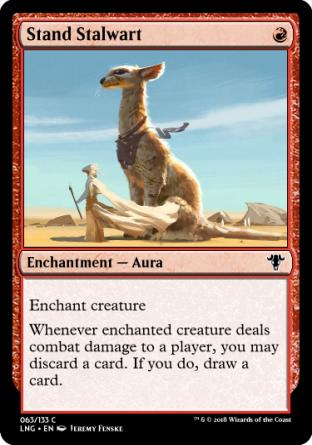 Stand Stalwart
Enchantment — Aura
Enchant creature
Whenever enchanted creature deals
combat damage to a player, you may
discard a card. If you do, draw a
card.
063/133 C
LNG • EN JEREMY FENSKE
™ & © 2018 Wizards of the Coast